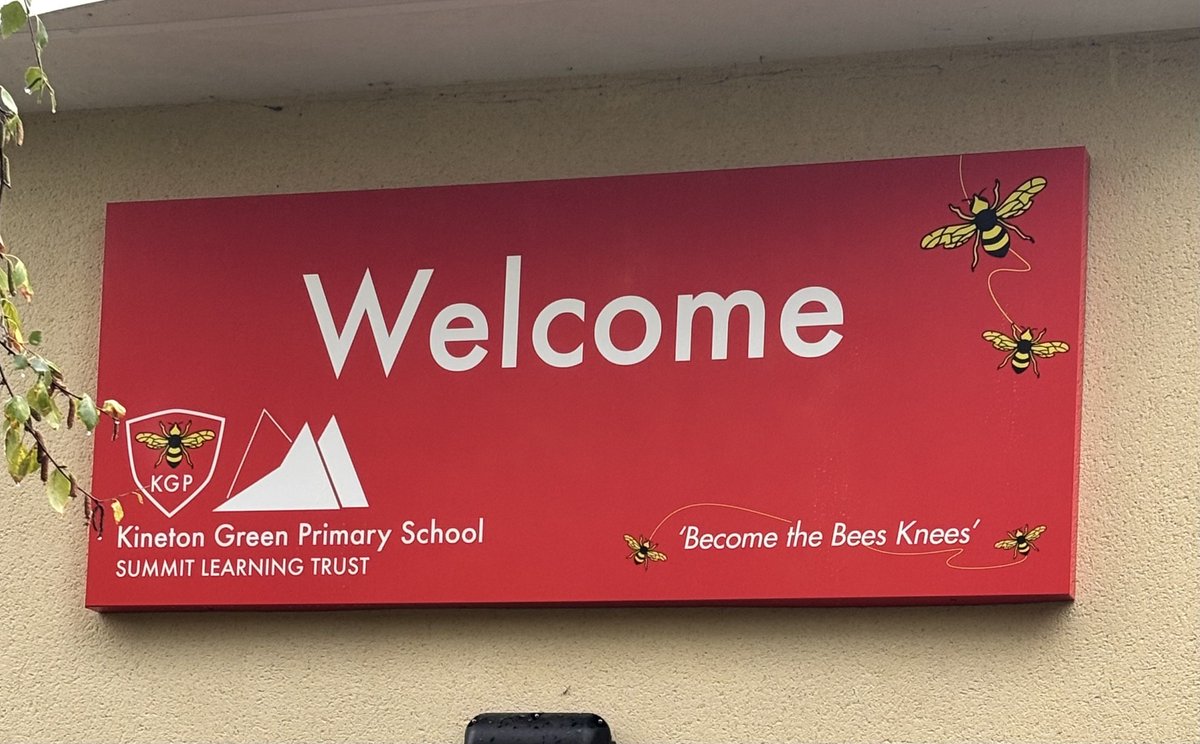 Welcome
KGP
Kineton Green Primary School
SUMMIT LEARNING TRUST
'Become the Bees Knees'